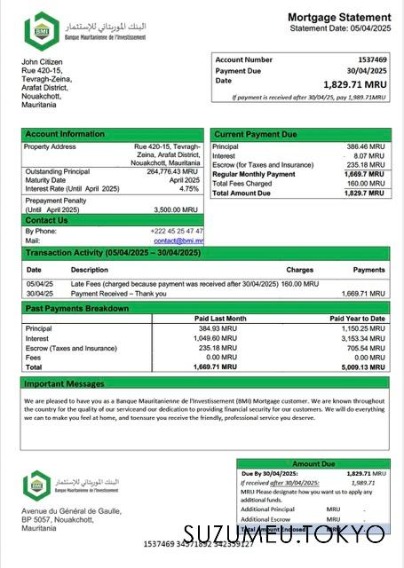 البنك الموريتاني للإستثمار
BMI
Banque Mauritanienne de l'Investissement
Mortgage Statement
Statement Date: 05/04/2025
John Citizen
Rue 420-15,
Tevragh-Zeina,
Arafat District,
Nouakchott,
Mauritania
Account Number 1537469
Payment Due Date 30/04/2025
1,829.71 MRU
If payment is received after 30/04/25, pay 1,989.71MRU
Account Information
Property Address Rue 420-15, Tevragh-
Zeina, Arafat District,
Nouakchott, Mauritania
Outstanding Principal 264,776.43 MRU
Maturity Date April 2025
Interest Rate (Until April 2025) 4.75%
Prepayment Penalty
(Until April 2025) 3,500.00 MRU
Contact Us
By Phone: +222 45 25 47 47
Mail: contact@bmi.mr
Current Payment Due
Principal 386.46 MRU
Interest 8.07 MRU
Escrow (for Taxes and Insurance) 235.18 MRU
Regular Monthly Payment 1,669.7 MRU
Total Fees Charged 160.00 MRU
Total Amount Due 1,829.7 MRU
Transaction Activity (05/04/2025 – 30/04/2025)
Date Description Charges Payments
05/04/25 Late Fees (charged because payment was received after 30/04/2025) 160.00 MRU
30/04/25 Payment Received – Thank you 1,669.71 MRU
Past Payments Breakdown
Paid Last Month Paid Year to Date
Principal 384.93 MRU 1,150.25 MRU
Interest 1,049.60 MRU 3,153.34 MRU
Escrow (Taxes and Insurance) 235.18 MRU 705.54 MRU
Fees 0.00 MRU 0.00 MRU
Total 1,669.71 MRU 5,009.13 MRU
Important Messages
We are pleased to have you as a Banque Mauritanienne de l'Investissement (BMI) Mortgage customer. We are known throughout
the country for the quality of our serviceand our dedication to providing financial security for our customers. We will do everything
we can to make you feel at home, and toensure you receive the friendly, professional service you deserve.
البنك الموريتاني للإستثمار
BMI
Banque Mauritanienne de l'Investissement
Avenue du Général de Gaulle,
BP 5057, Nouakchott,
Mauritania
Amount Due
Due By 30/04/2025: 1,829.71 MRU
If received after 30/04/2025: 1,989.71
MRU Please designate how you want us to apply any
additional funds.
Additional Principal MRU .
Additional Escrow MRU .
Total Amount Enclosed MRU .
1537469 34571892 342359127
SUZUMEU.TOKYO